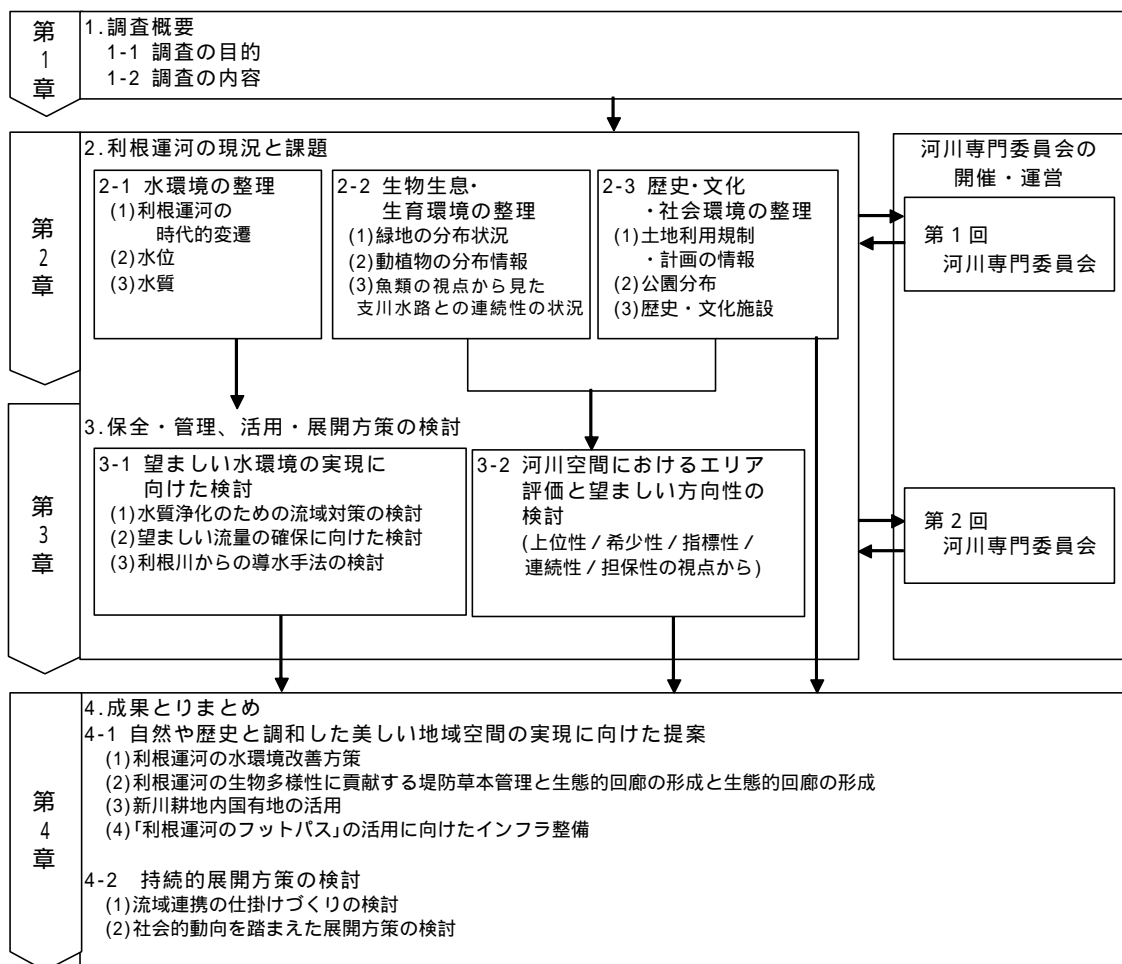 第1章
1.調査概要
1-1 調査の目的
1-2 調査の内容
第2章
2.利根運河の現況と課題
2-1 水環境の整理
(1)利根運河の
時代的変遷
(2)水位
(3)水質
2-2 生物生息・
生育環境の整理
(1)緑地の分布状況
(2)動植物の分布情報
(3)魚類の視点から見た
支川水路との連続性の状況
2-3 歴史・文化
・社会環境の整理
(1)土地利用規制
・計画の情報
(2)公園分布
(3)歴史・文化施設
河川専門委員会の
開催・運営
第1回
河川専門委員会
第3章
3.保全・管理、活用・展開方策の検討
3-1 望ましい水環境の実現に
向けた検討
(1)水質浄化のための流域対策の検討
(2)望ましい流量の確保に向けた検討
(3)利根川からの導水手法の検討
3-2 河川空間におけるエリア
評価と望ましい方向性の
検討
(上位性/希少性/指標性/
連続性/担保性の視点から)
第2回
河川専門委員会
第4章
4.成果とりまとめ
4-1 自然や歴史と調和した美しい地域空間の実現に向けた提案
(1)利根運河の水環境改善方策
(2)利根運河の生物多様性に貢献する堤防草本管理と生態的回廊の形成と生態的回廊の形成
(3)新川耕地内国有地の活用
(4)「利根運河のフットパス」の活用に向けたインフラ整備
4-2 持続的展開方策の検討
(1)流域連携の仕掛けづくりの検討
(2)社会的動向を踏まえた展開方策の検討